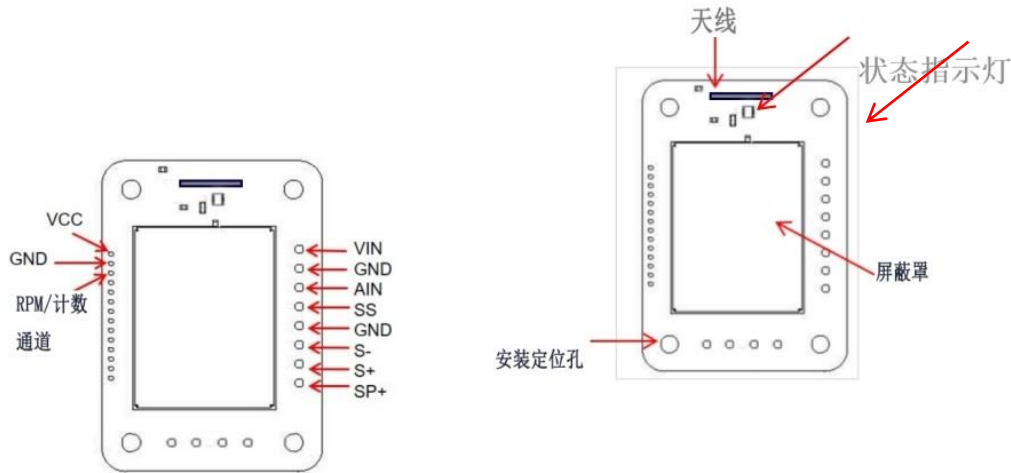 天线
状态指示灯
VCC
GND
RPM/计数
通道
VIN
GND
AIN
SS
GND
S-
S+
SP+
屏蔽罩
安装定位孔